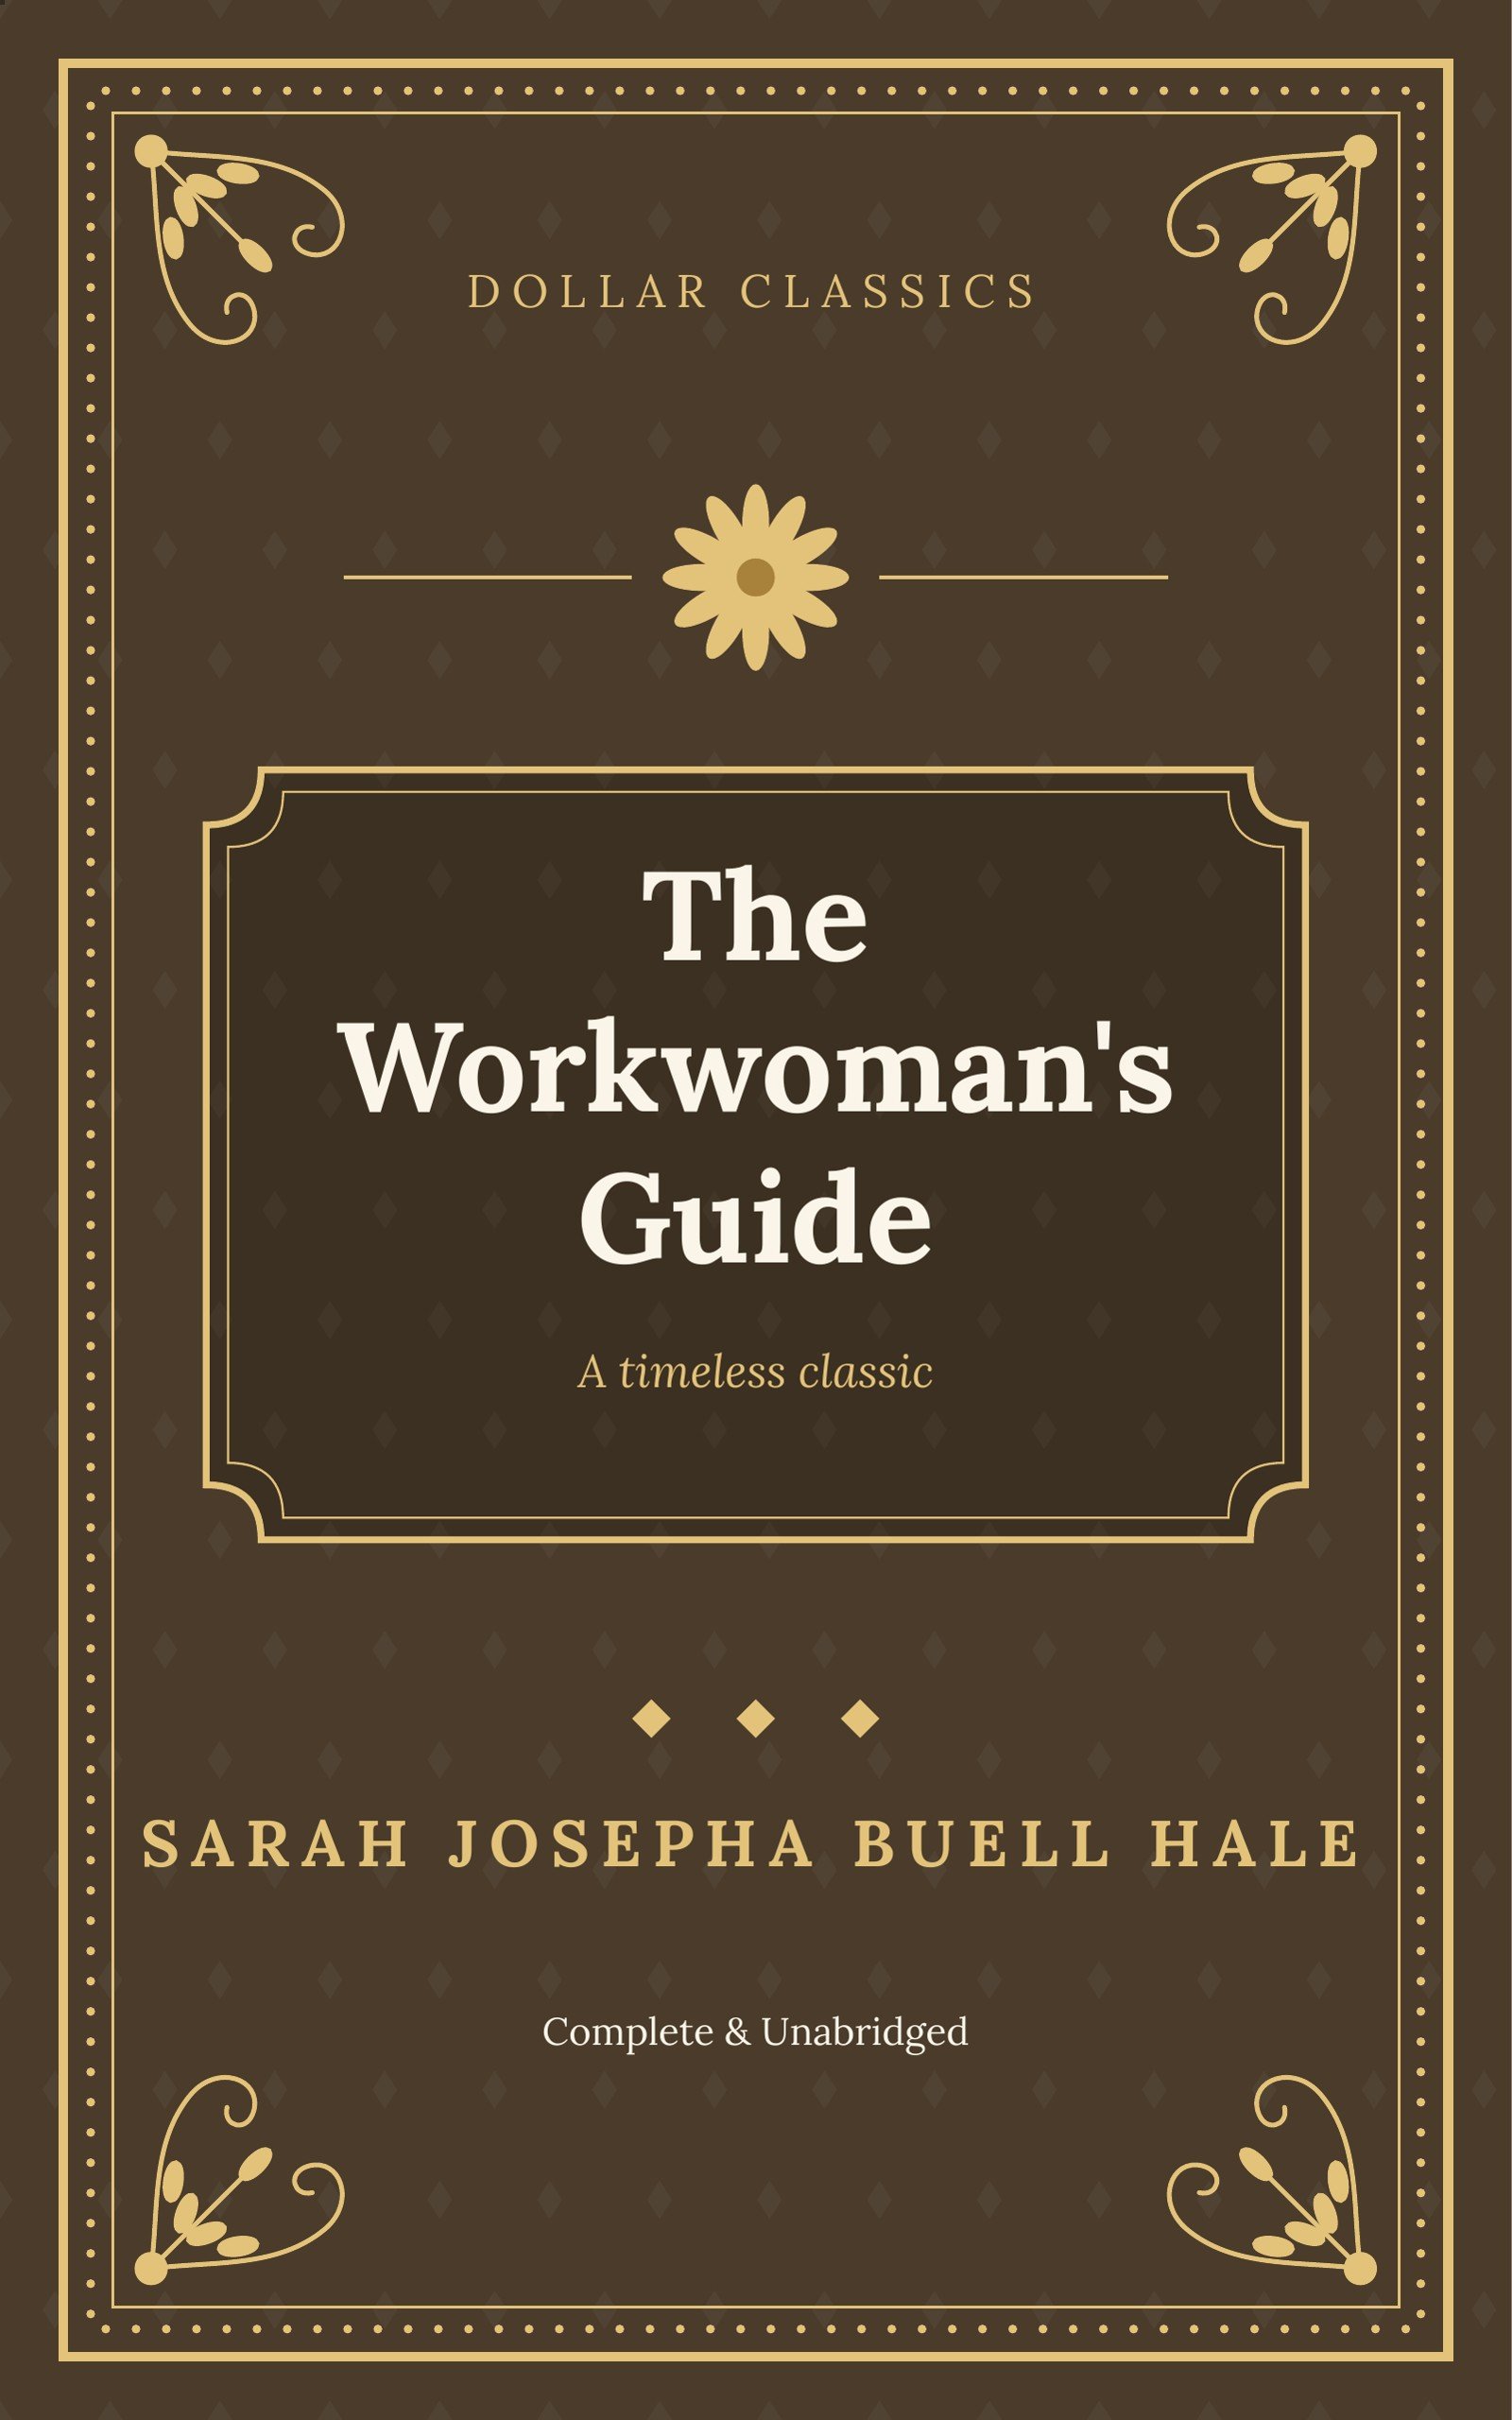 DOLLAR CLASSICS
The
Workwoman's
Guide
A timeless classic
SARAH JOSEPHA BUELL HALE
Complete & Unabridged